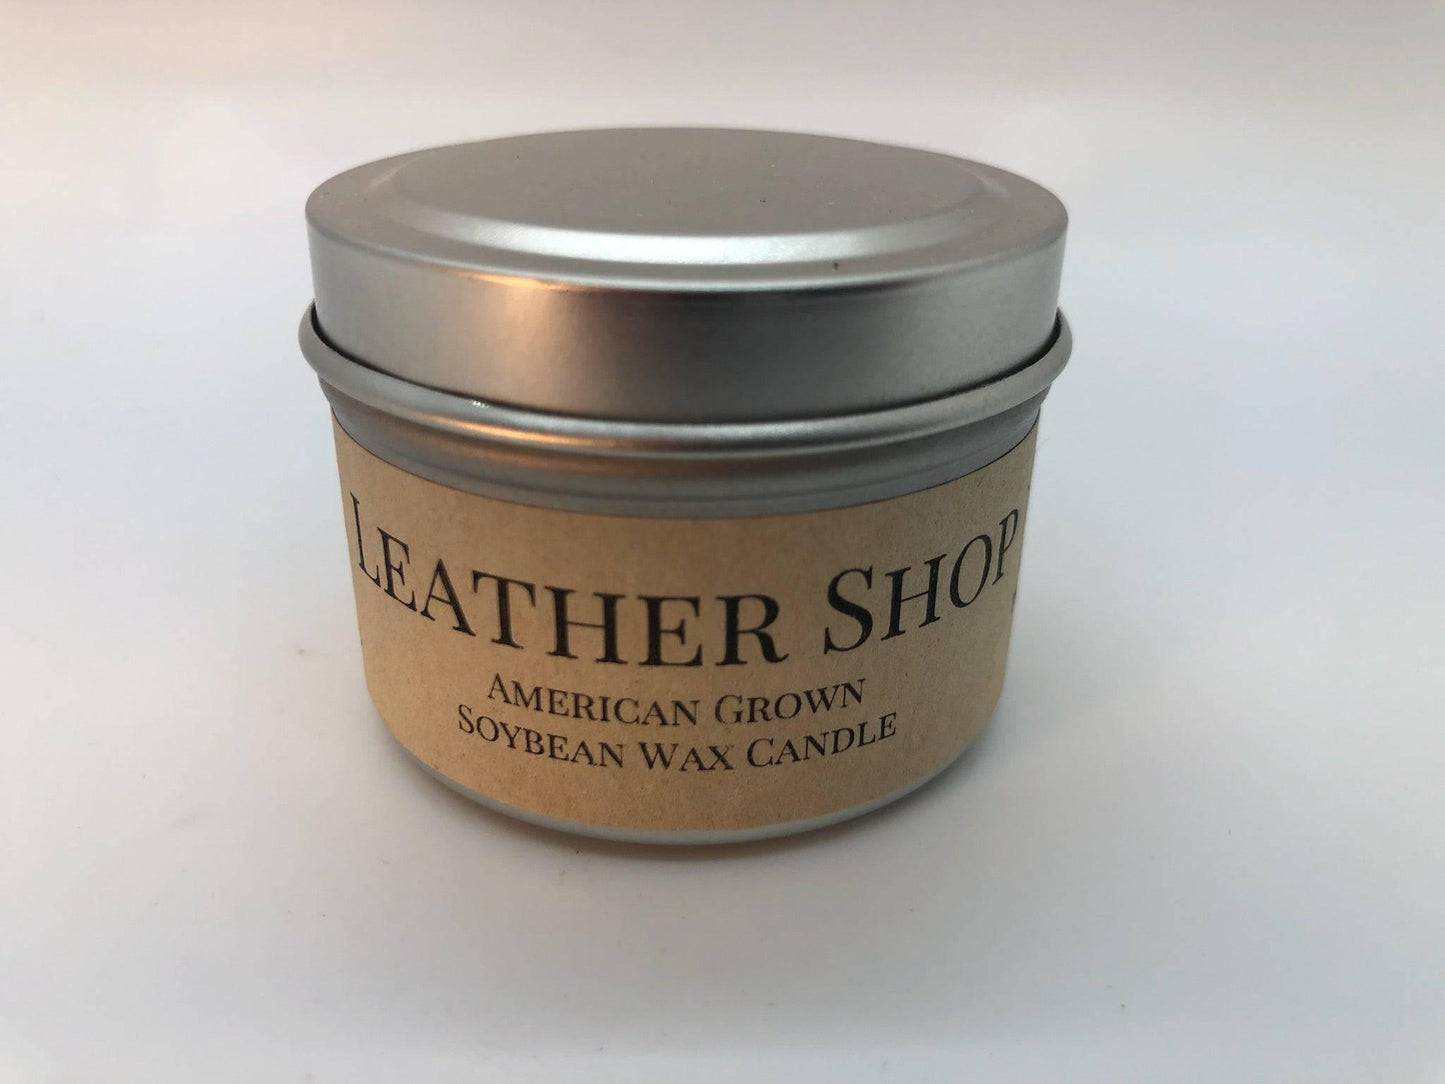 Leather Shop
American Grown
Soybean Wax Candle